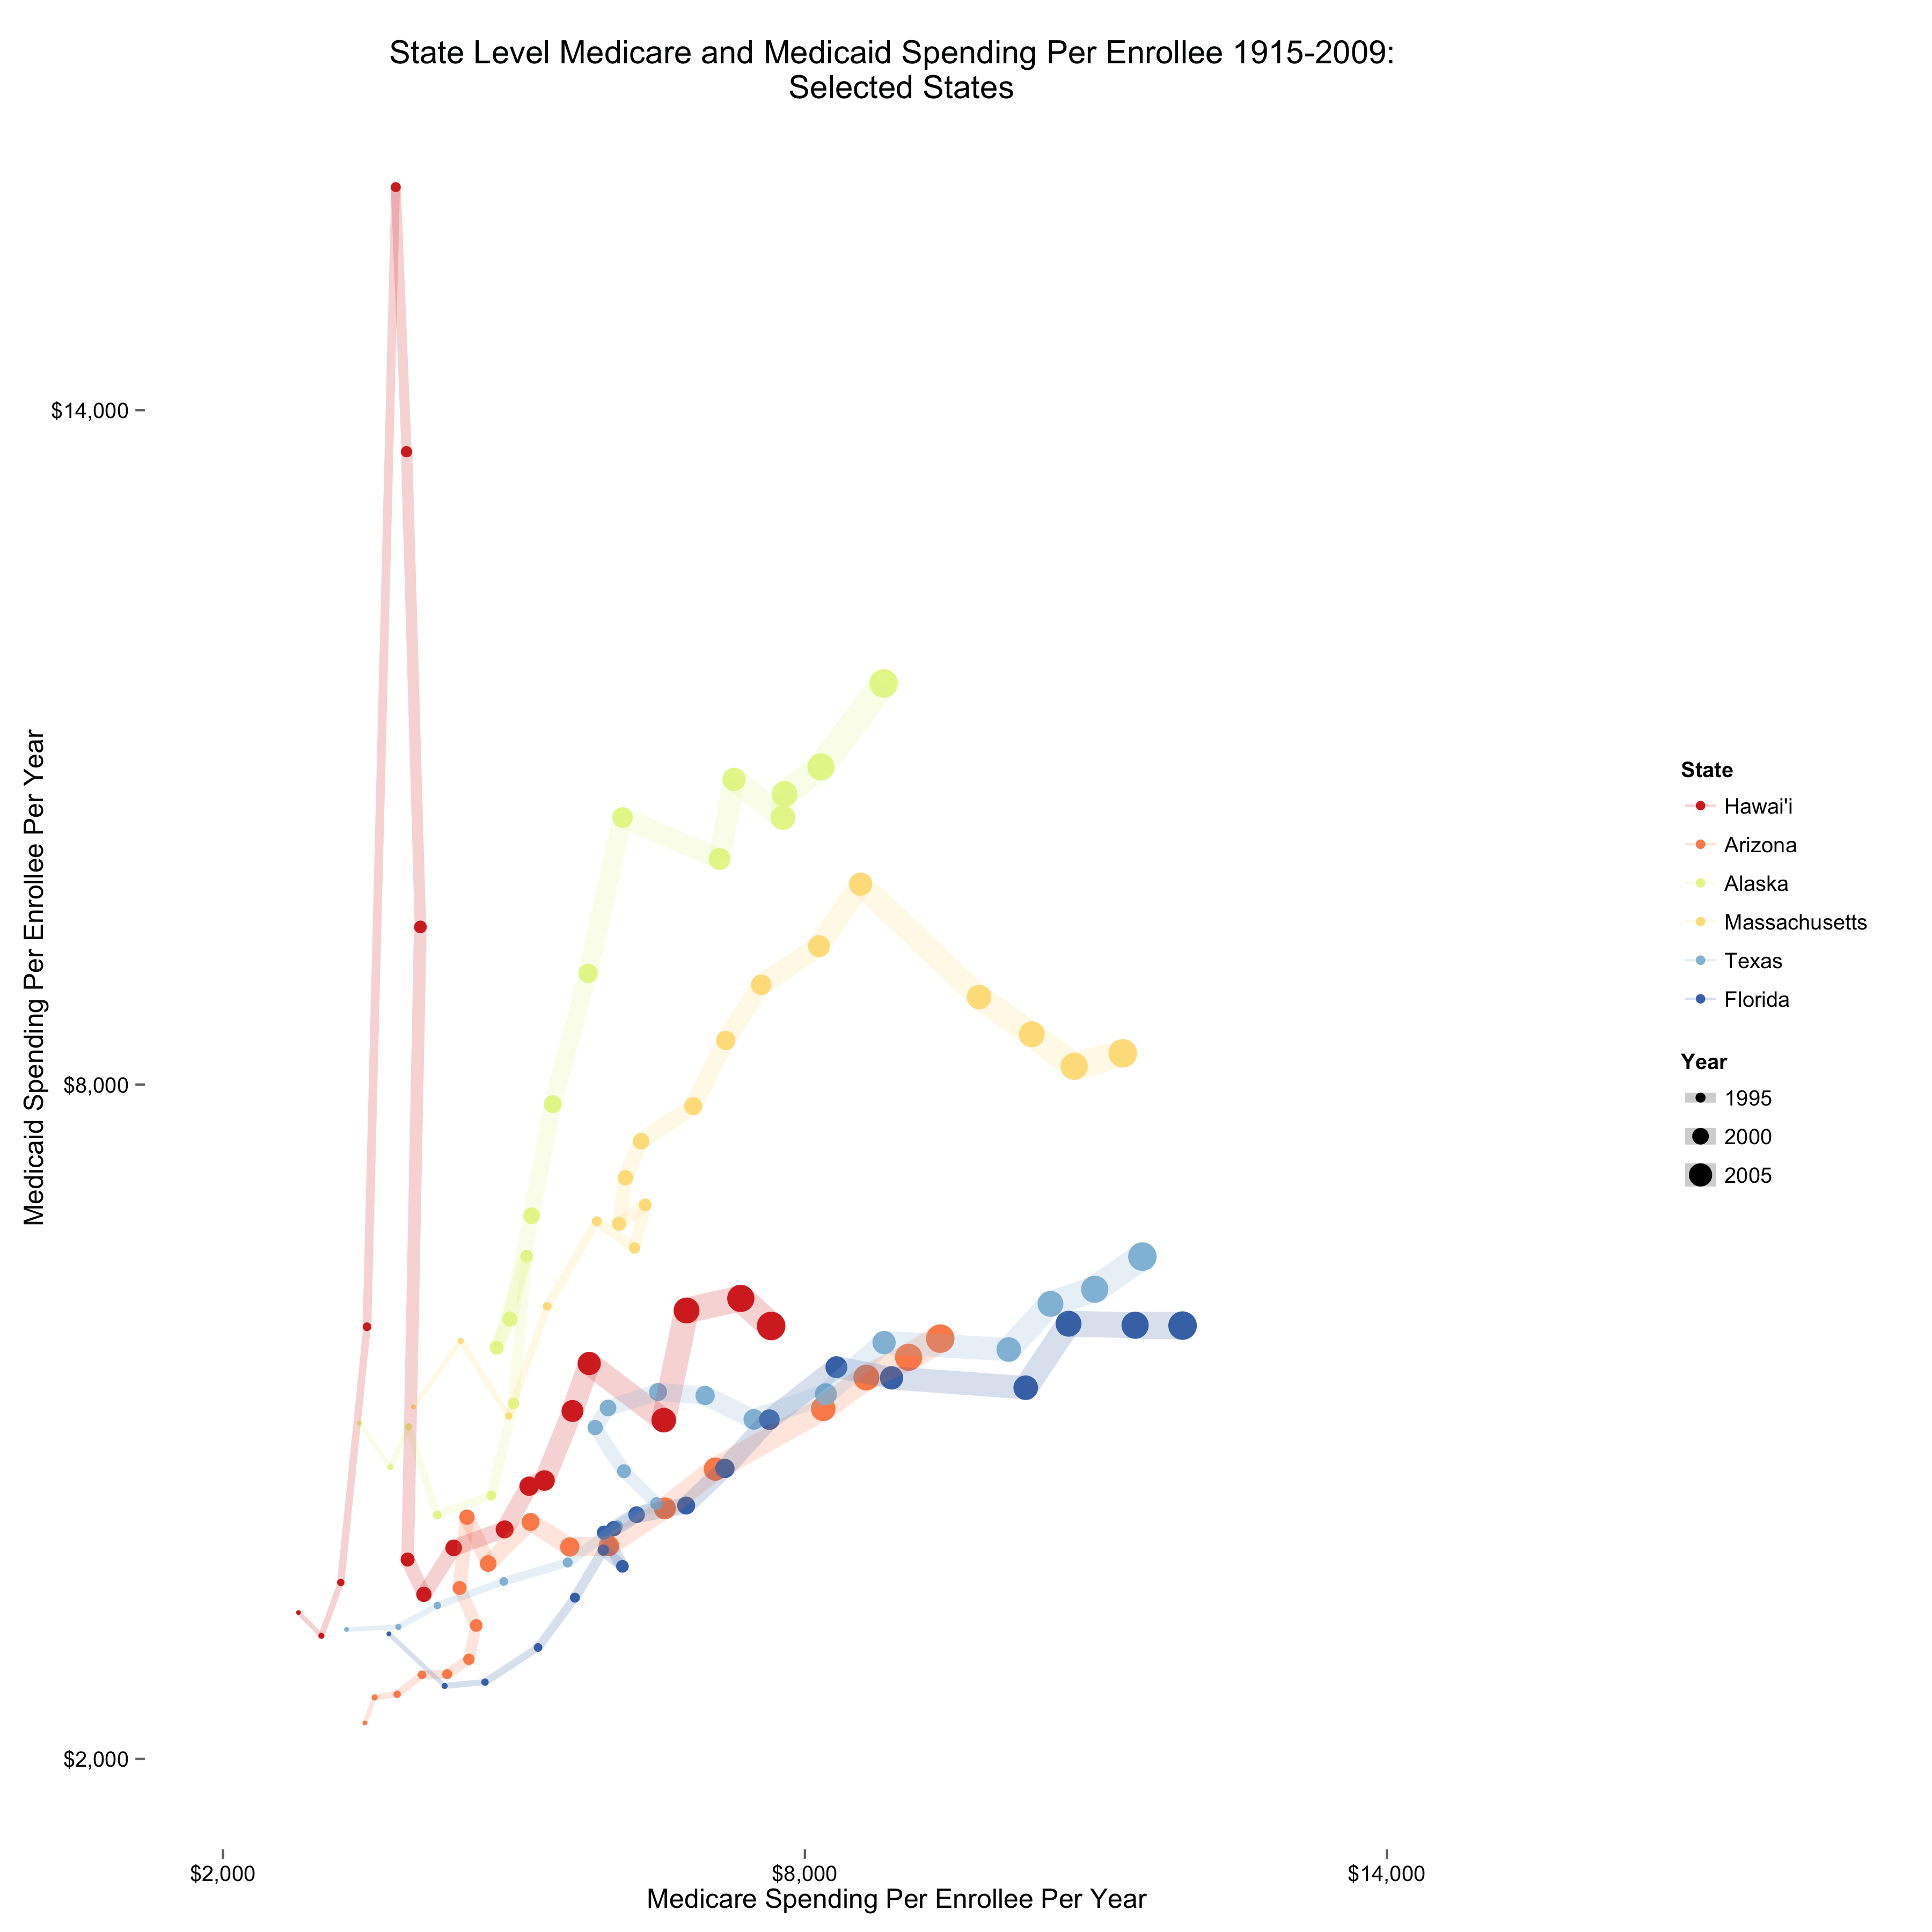 State Level Medicare and Medicaid Spending Per Enrollee 1915-2009:
Selected States
Medicaid Spending Per Enrollee Per Year
$14,000
$8,000
$2,000
$2,000
$8,000
$14,000
Medicare Spending Per Enrollee Per Year
State
Hawai'i
Arizona
Alaska
Massachusetts
Texas
Florida
Year
1995
2000
2005